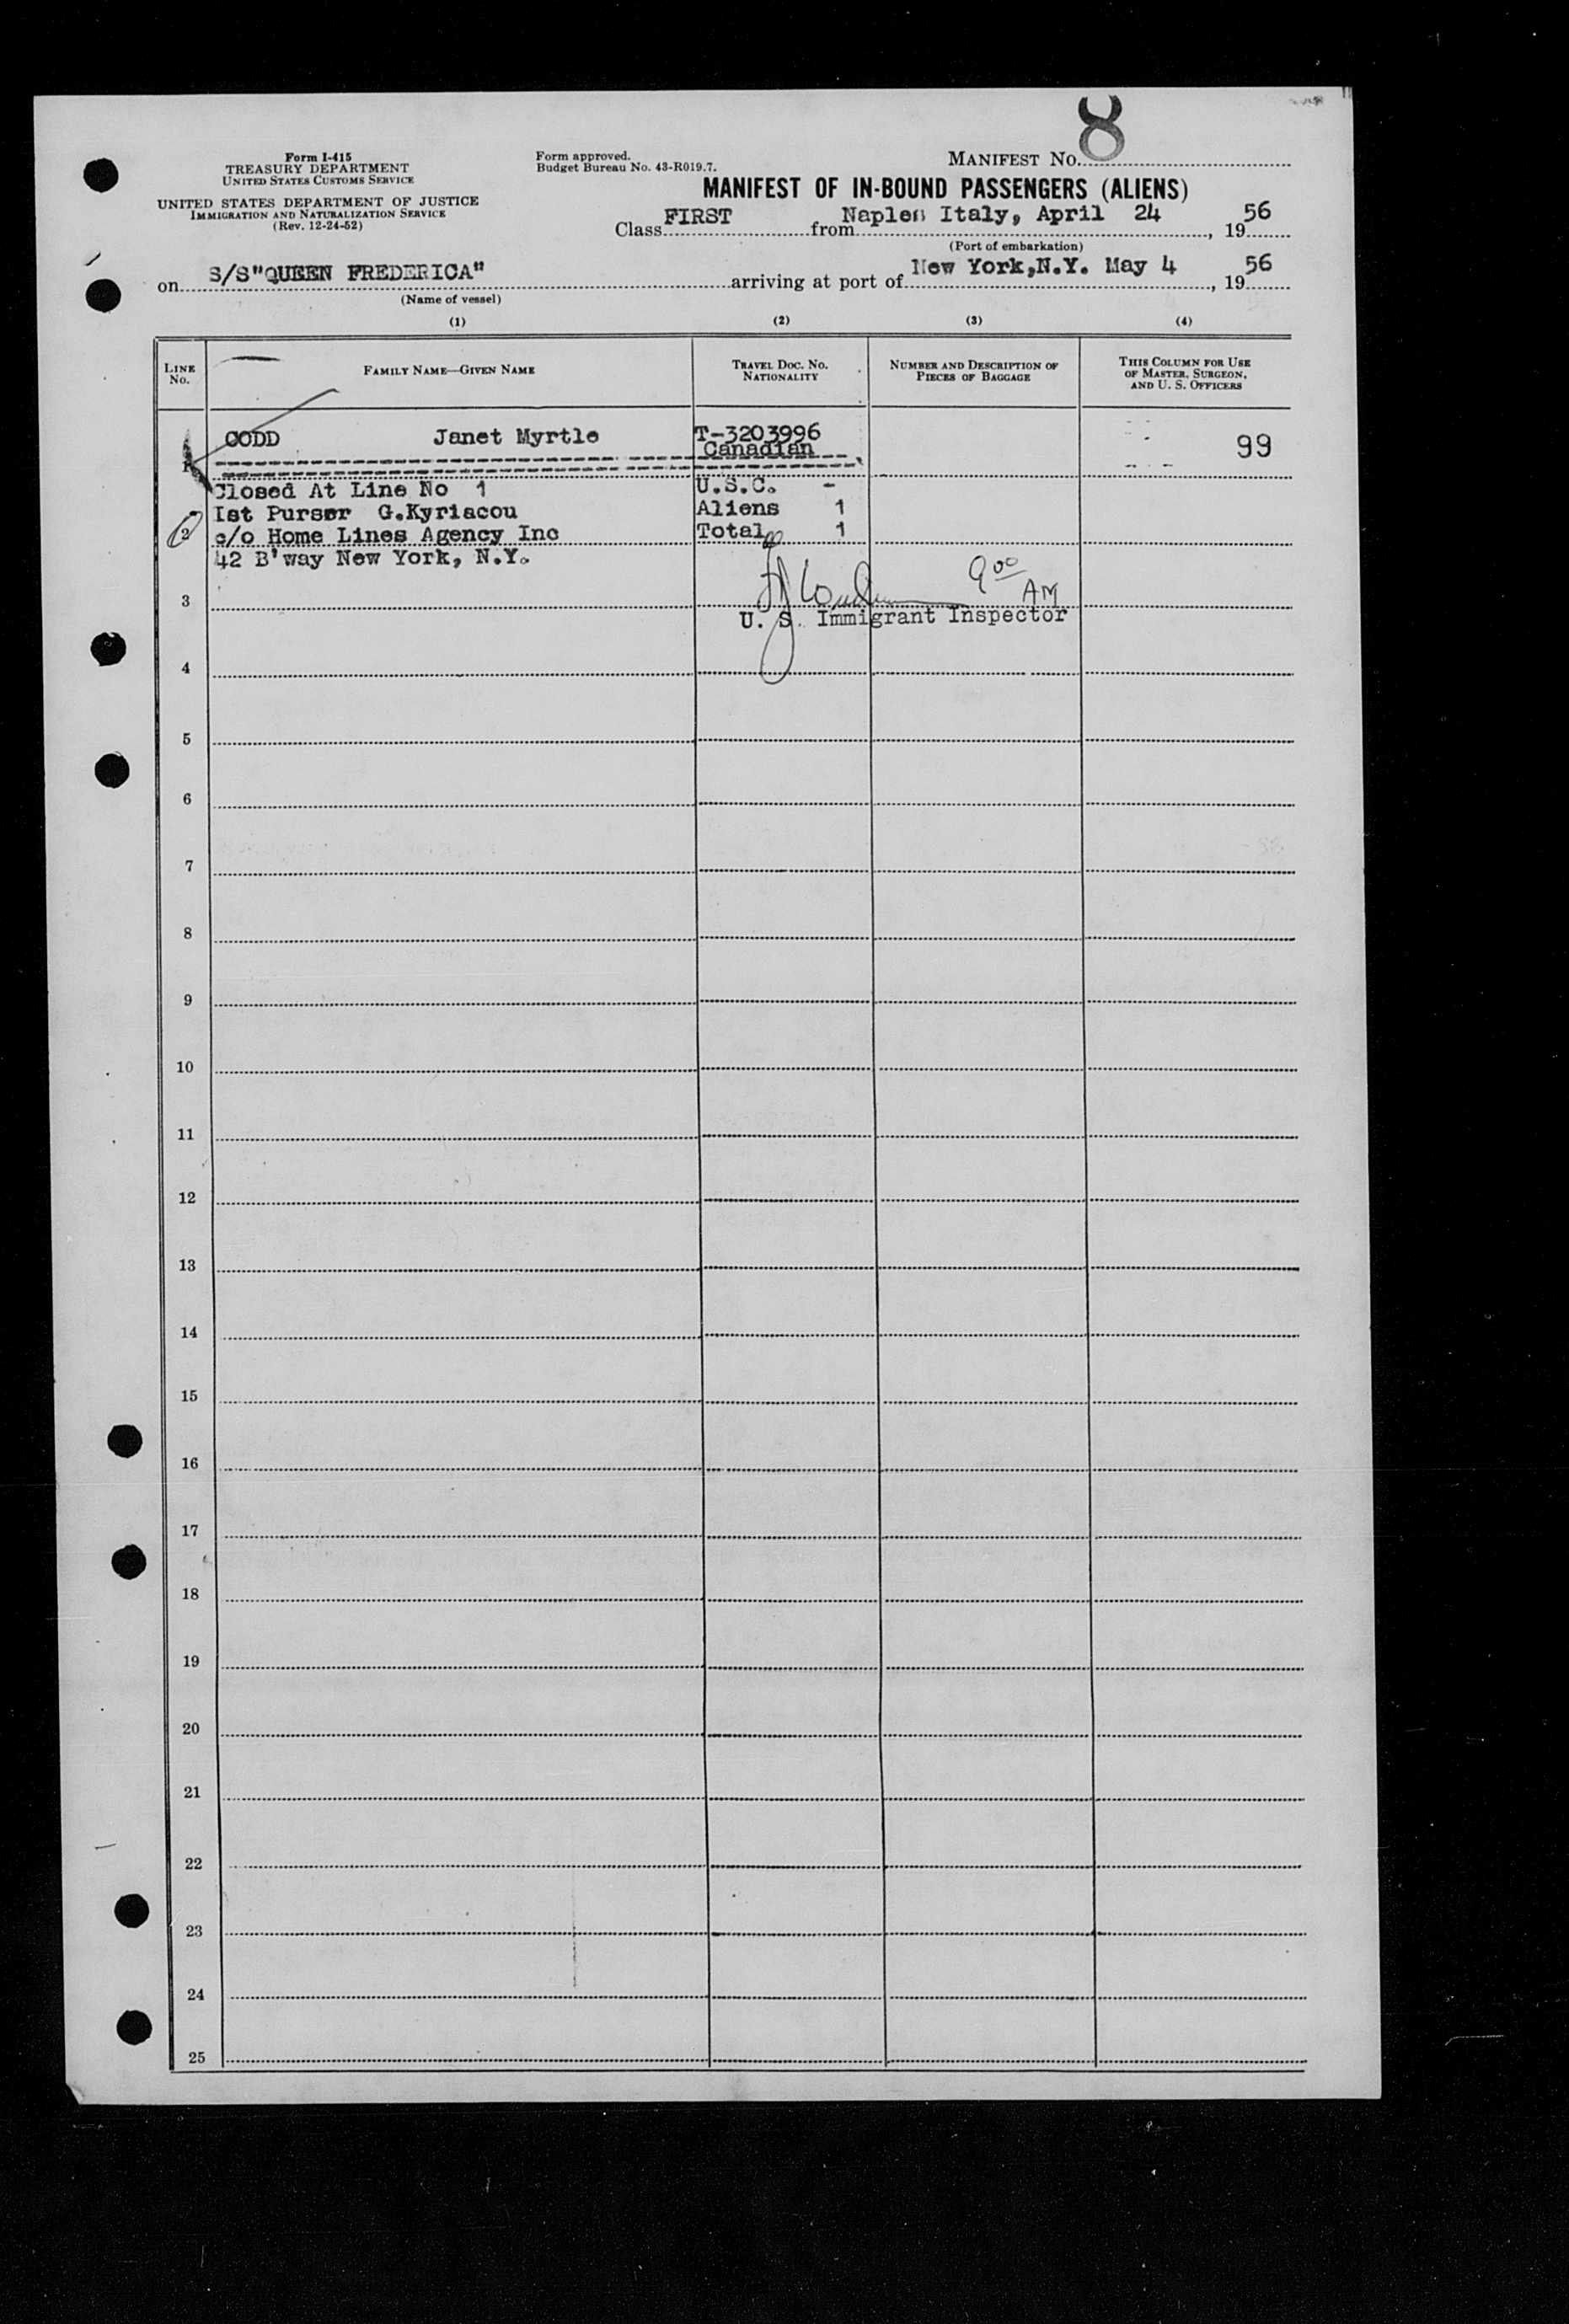 8
Form I-415
TREASURY DEPARTMENT
UNITED STATES CUSTOMS SERVICE
UNITED STATES DEPARTMENT OF JUSTICE
IMMIGRATION AND NATURALIZATION SERVICE
(Rev. 12-24-52)
Form approved.
Budget Bureau No. 43-R019.7.
MANIFEST NO.
MANIFEST OF IN-BOUND PASSENGERS (ALIENS)
Class FIRST from Naples Italy, April 24, 19 56
(Port of embarkation)
on S/S"QUEEN FREDERICA" arriving at port of New York,N.Y. May 4, 19 56
(Name of vessel)
(1) (2) (3) (4)
LINE NO. FAMILY NAME—GIVEN NAME TRAVEL DOC. NO. NATIONALITY NUMBER AND DESCRIPTION OF PIECES OF BAGGAGE THIS COLUMN FOR USE OF MASTER, SURGEON, AND U. S. OFFICERS
1 CODD Janet Myrtle T-3203996 99
Canadian
Closed At Line No 1 U.S.C. -
Ist Purser G.Kyriacou Aliens 1
2 c/o Home Lines Agency Inc Total 1
42 B'way New York, N.Y.
9 00 AM
3
U. S. Immigrant Inspector
4
5
6
7
8
9
10
11
12
13
14
15
16
17
18
19
20
21
22
23
24
25